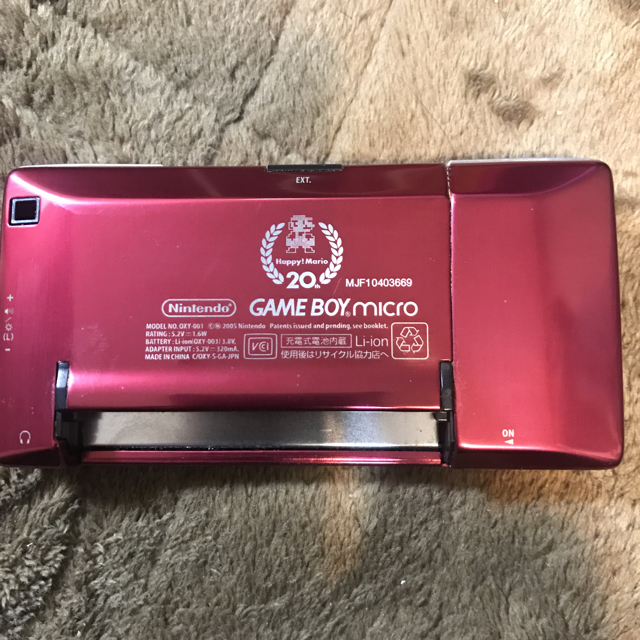 EXT.
Happy! Mario
20th
MJF10403669
Nintendo GAME BOY micro
MODEL NO. OXY-001 ©® 2005 Nintendo Patents issued and pending, see booklet.
RATING : 5.2V ⎓ 1.6W
BATTERY : Li-ion(OXY-003) 3.8V,
ADAPTER INPUT : 5.2V ⎓ 320mA
MADE IN CHINA C/OXY-S-GA-JPN
VCI
充電式電池内蔵 Li-ion
使用後はリサイクル協力店へ
ON